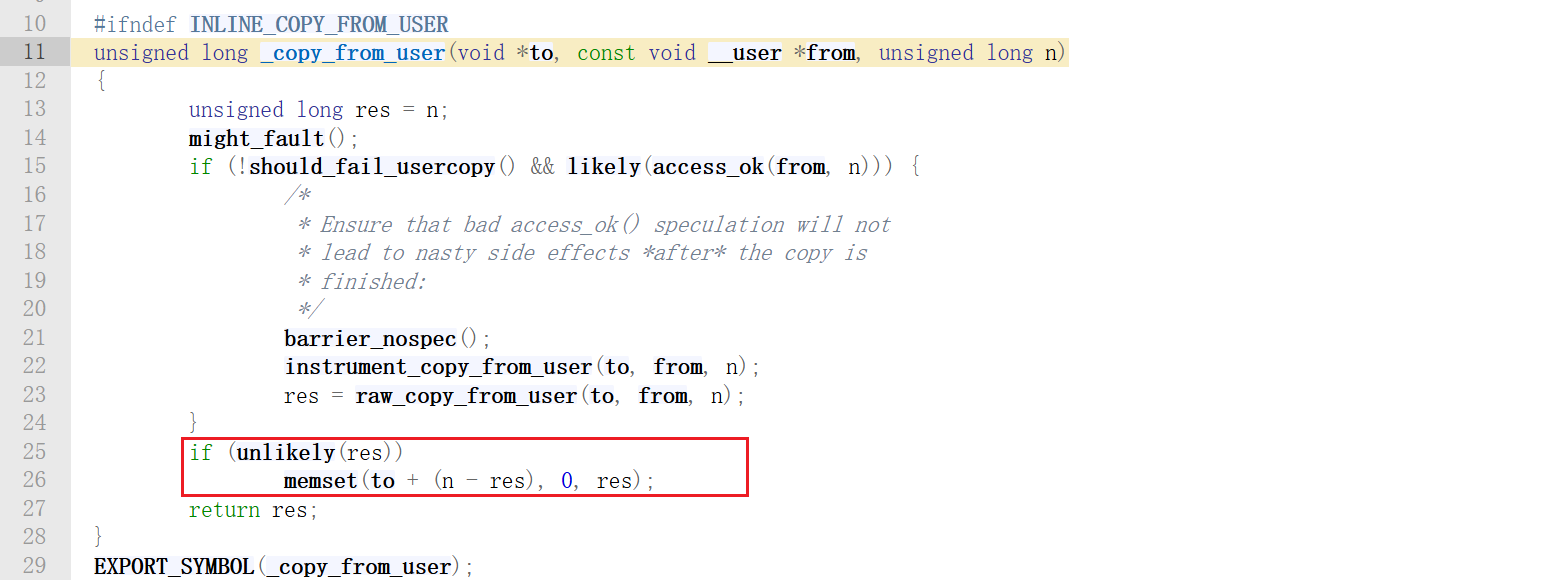 10 #ifndef INLINE_COPY_FROM_USER
11 unsigned long _copy_from_user(void *to, const void __user *from, unsigned long n)
12 {
13         unsigned long res = n;
14         might_fault();
15         if (!should_fail_usercopy() && likely(access_ok(from, n))) {
16                 /*
17                  * Ensure that bad access_ok() speculation will not
18                  * lead to nasty side effects *after* the copy is
19                  * finished:
20                  */
21                 barrier_nospec();
22                 instrument_copy_from_user(to, from, n);
23                 res = raw_copy_from_user(to, from, n);
24         }
25         if (unlikely(res))
26                 memset(to + (n - res), 0, res);
27         return res;
28 }
29 EXPORT_SYMBOL(_copy_from_user);